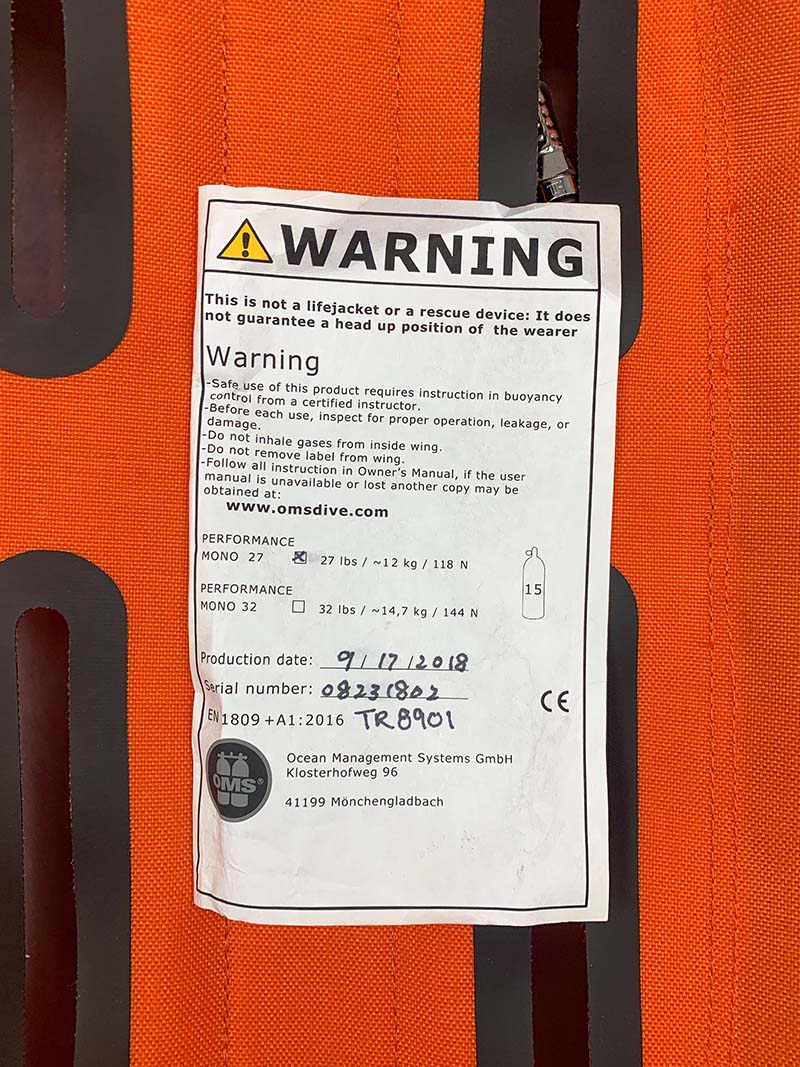 WARNING
This is not a lifejacket or a rescue device: It does
not guarantee a head up position of the wearer
Warning
-Safe use of this product requires instruction in buoyancy
control from a certified instructor.
-Before each use, inspect for proper operation, leakage, or
damage.
-Do not inhale gases from inside wing.
-Do not remove label from wing.
-Follow all instruction in Owner's Manual, if the user
manual is unavailable or lost another copy may be
obtained at:
www.omsdive.com
PERFORMANCE
MONO 27 ☒ 27 lbs / ~12 kg / 118 N
PERFORMANCE
MONO 32 ☐ 32 lbs / ~14,7 kg / 144 N
15
Production date: 9/17/2018
Serial number: 08231802
CE
EN 1809 +A1:2016 TR8901
OMS®
Ocean Management Systems GmbH
Klosterhofweg 96
41199 Mönchengladbach